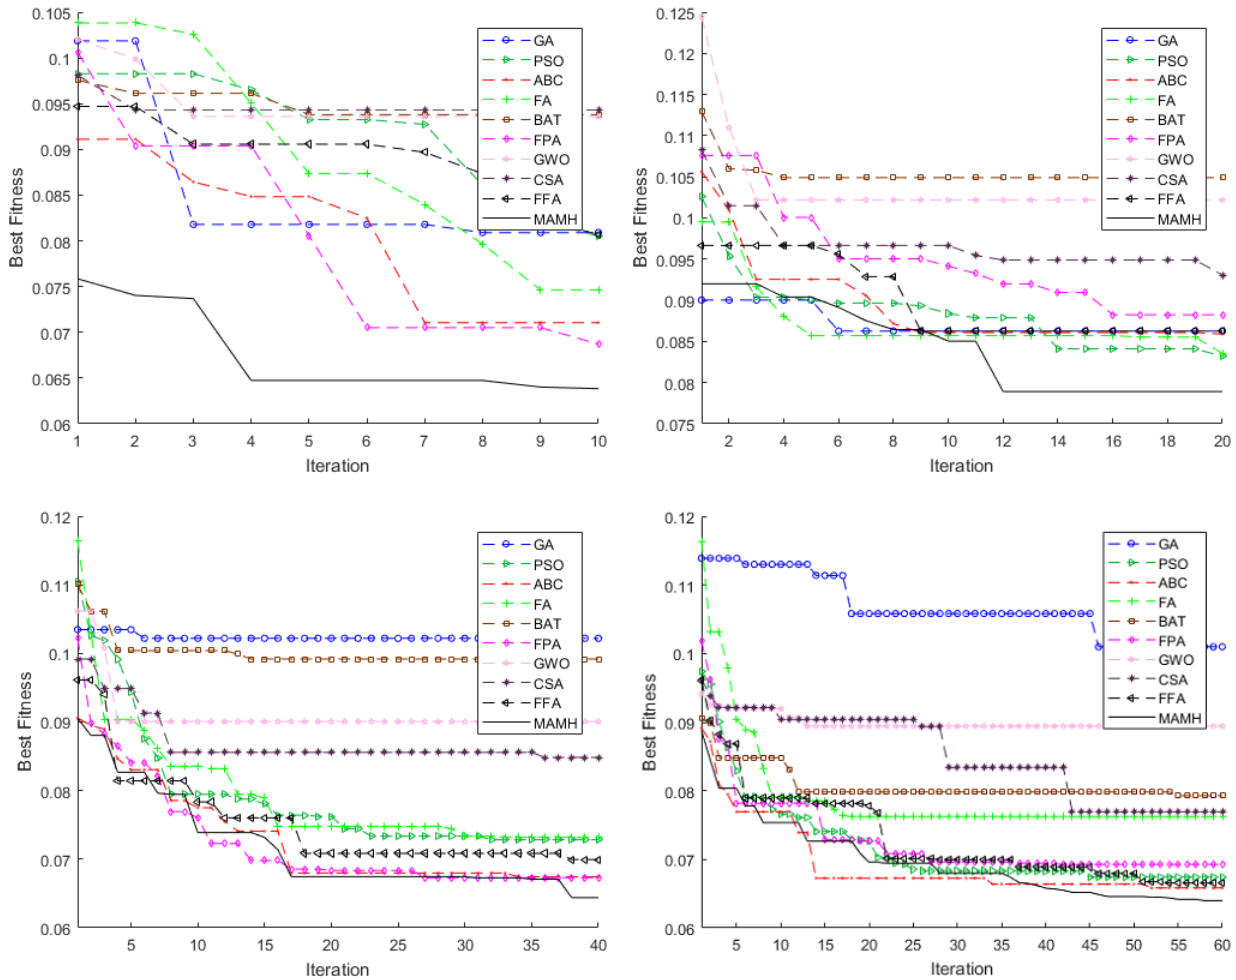 0.105
0.1
0.095
0.09
0.085
0.08
0.075
0.07
0.065
0.06
Best Fitness
1 2 3 4 5 6 7 8 9 10
Iteration
GA
PSO
ABC
FA
BAT
FPA
GWO
CSA
FFA
MAMH
0.125
0.12
0.115
0.11
0.105
0.1
0.095
0.09
0.085
0.08
0.075
Best Fitness
2 4 6 8 10 12 14 16 18 20
Iteration
GA
PSO
ABC
FA
BAT
FPA
GWO
CSA
FFA
MAMH
0.12
0.11
0.1
0.09
0.08
0.07
0.06
Best Fitness
5 10 15 20 25 30 35 40
Iteration
GA
PSO
ABC
FA
BAT
FPA
GWO
CSA
FFA
MAMH
0.12
0.11
0.1
0.09
0.08
0.07
0.06
Best Fitness
5 10 15 20 25 30 35 40 45 50 55 60
Iteration
GA
PSO
ABC
FA
BAT
FPA
GWO
CSA
FFA
MAMH